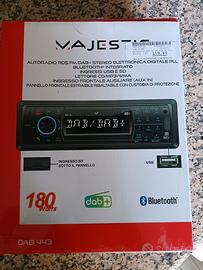 MAJESTIC
AUTORADIO RDS FM/DAB+ STEREO ELETTRONICA DIGITALE PLL
BLUETOOTH® INTEGRATO
INGRESSI USB E SD
LETTORE CD/MP3/WMA
INGRESSO FRONTALE AUSILIARE (AUX IN)
PANNELLO FRONTALE ESTRAIBILE RIBALTABILE CON CUSTODIA DI PROTEZIONE
DAB/DAB+
INGRESSO SD
SOTTO IL PANNELLO
USB
180
Watts
dab+
Bluetooth®
DAB 443